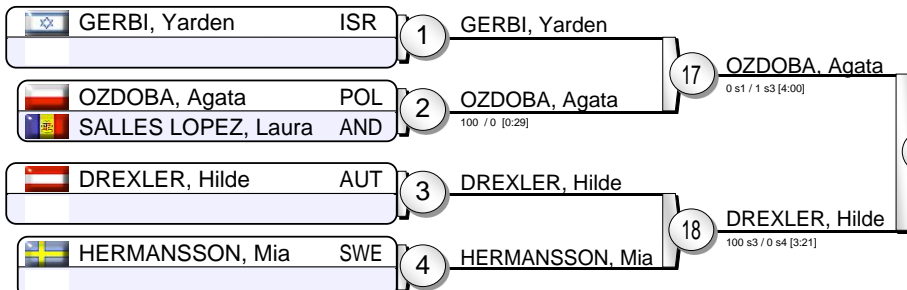 GERBI, Yarden ISR
1
GERBI, Yarden
17
OZDOBA, Agata
0 s1 / 1 s3 [4:00]
OZDOBA, Agata POL
SALLES LOPEZ, Laura AND
2
OZDOBA, Agata
100 / 0 [0:29]
DREXLER, Hilde AUT
3
DREXLER, Hilde
18
DREXLER, Hilde
100 s3 / 0 s4 [3:21]
HERMANSSON, Mia SWE
4
HERMANSSON, Mia